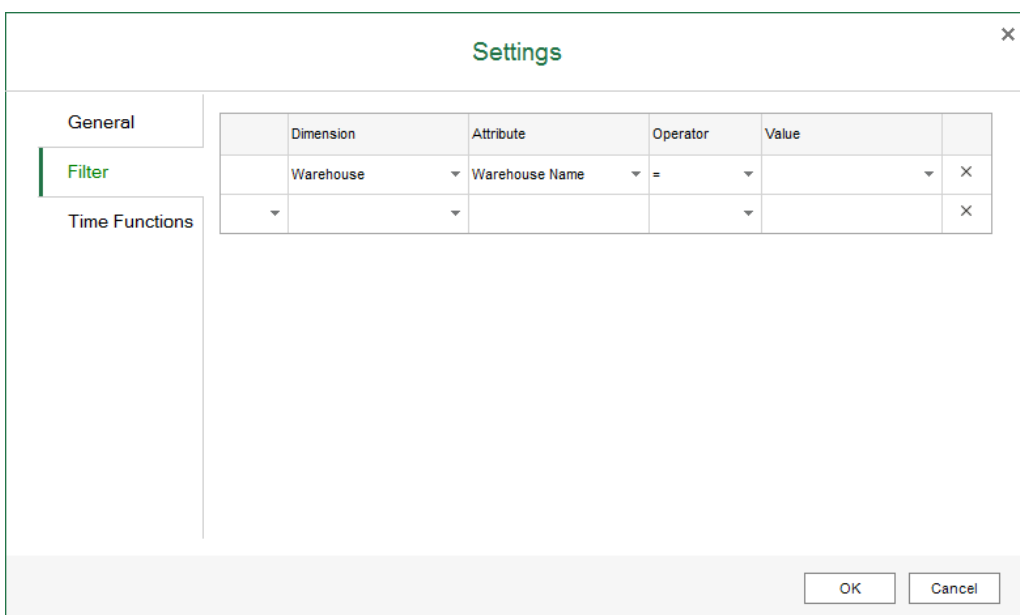 Settings
General
Filter
Time Functions
Dimension Attribute Operator Value
Warehouse Warehouse Name =
OK Cancel